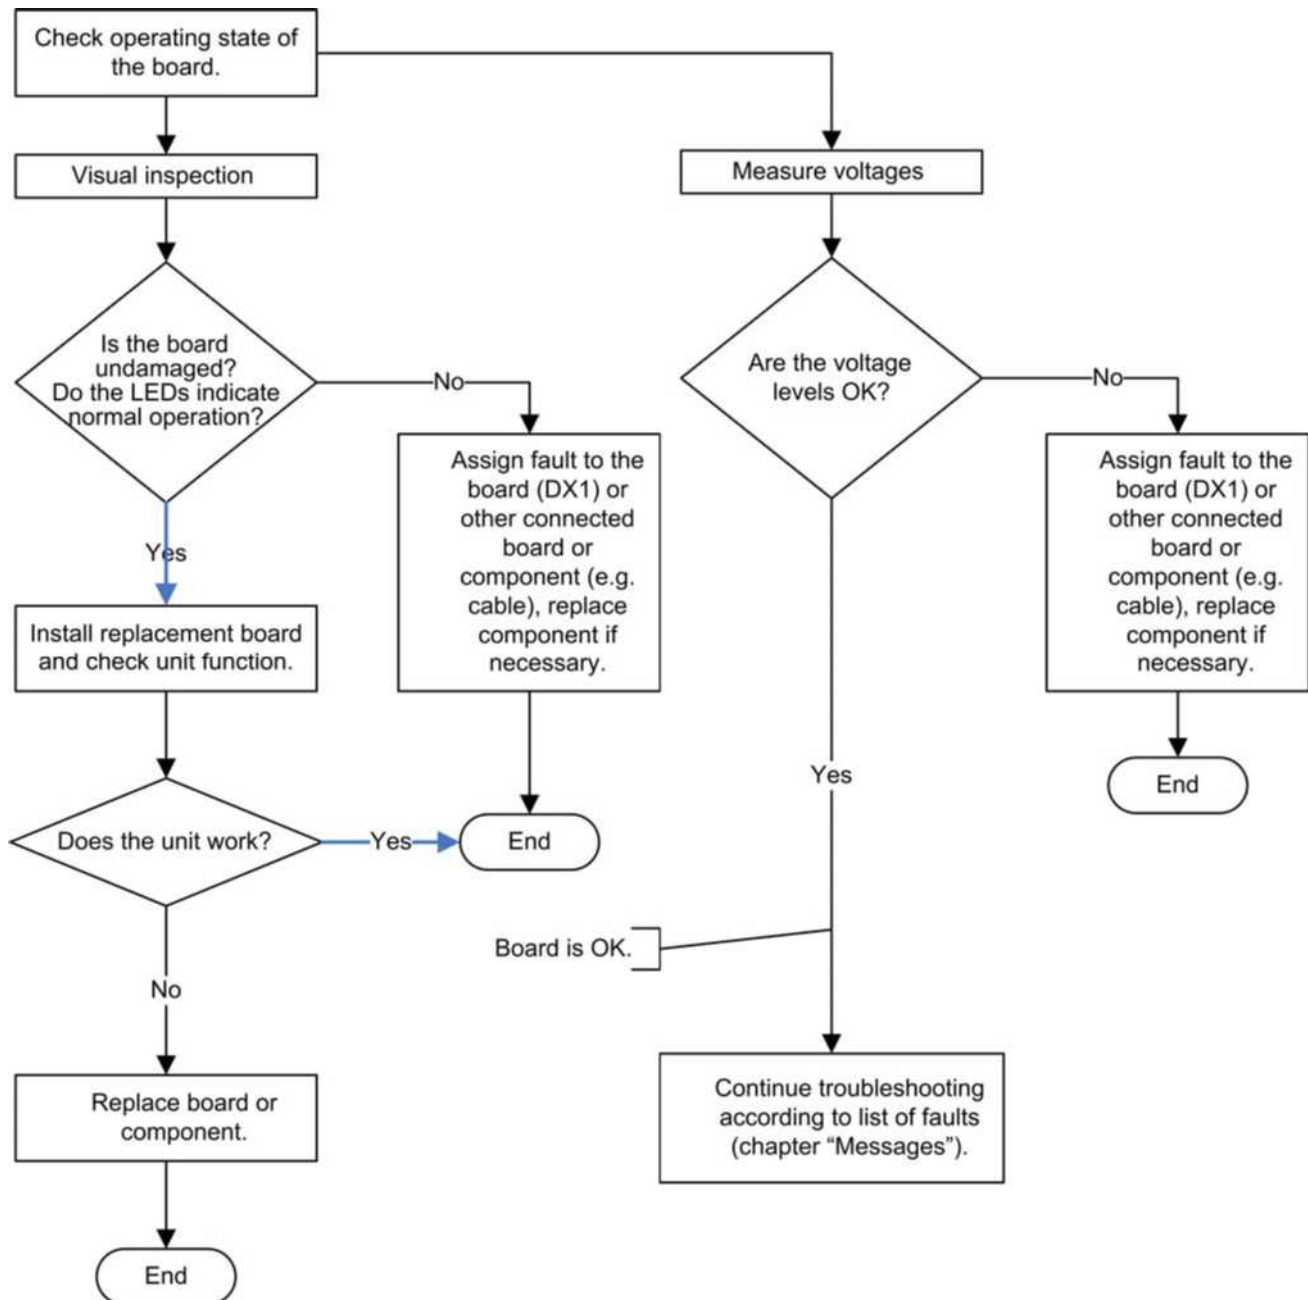 Check operating state of
the board.
Visual inspection
Measure voltages
Is the board
undamaged?
Do the LEDs indicate
normal operation?
No
Are the voltage
levels OK?
No
Assign fault to the
board (DX1) or
other connected
board or
component (e.g.
cable), replace
component if
necessary.
Assign fault to the
board (DX1) or
other connected
board or
component (e.g.
cable), replace
component if
necessary.
Yes
Install replacement board
and check unit function.
Yes
End
Does the unit work?
Yes
End
Board is OK.
No
Replace board or
component.
Continue troubleshooting
according to list of faults
(chapter “Messages”).
End